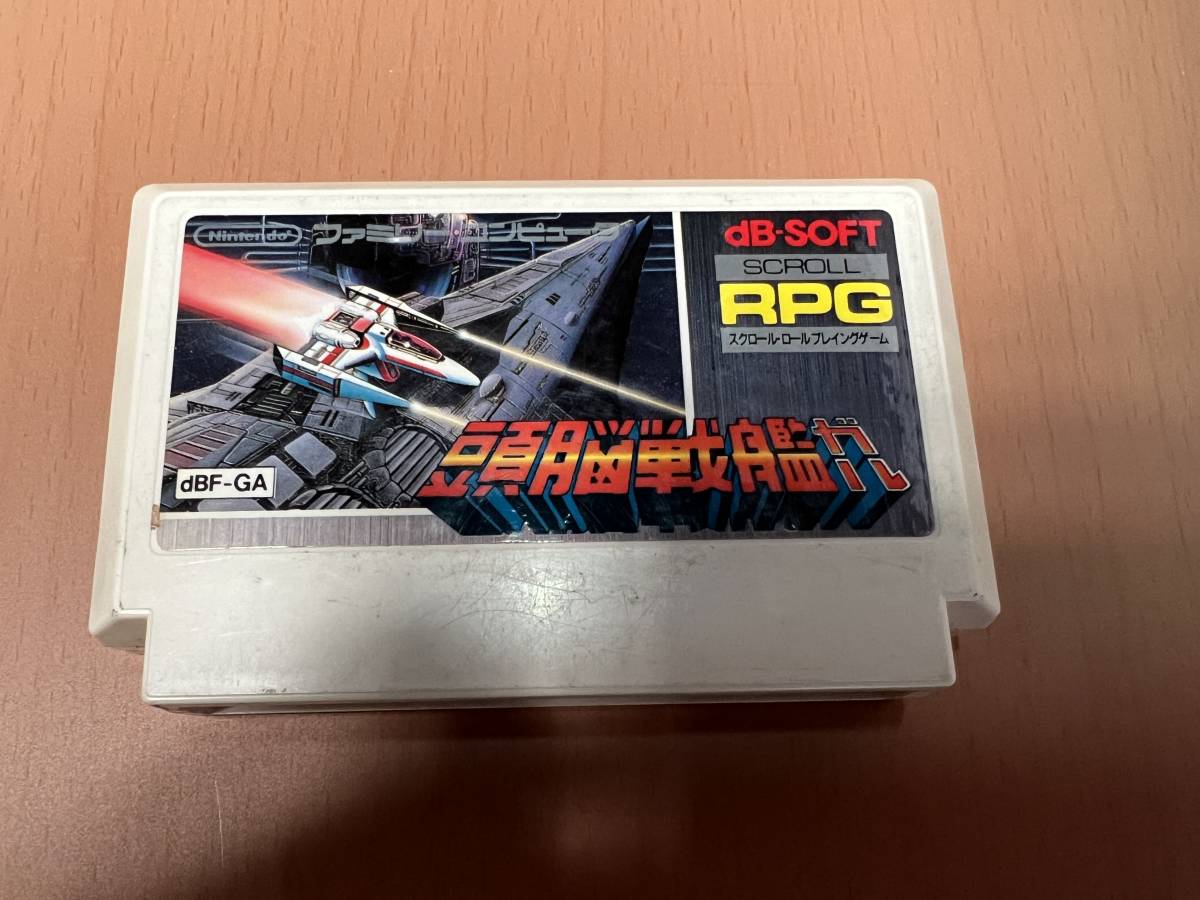 Nintendo
ファミリーコンピュータ
dB-SOFT
SCROLL
RPG
スクロール・ロールプレイングゲーム
頭脳戦艦ガル
dBF-GA